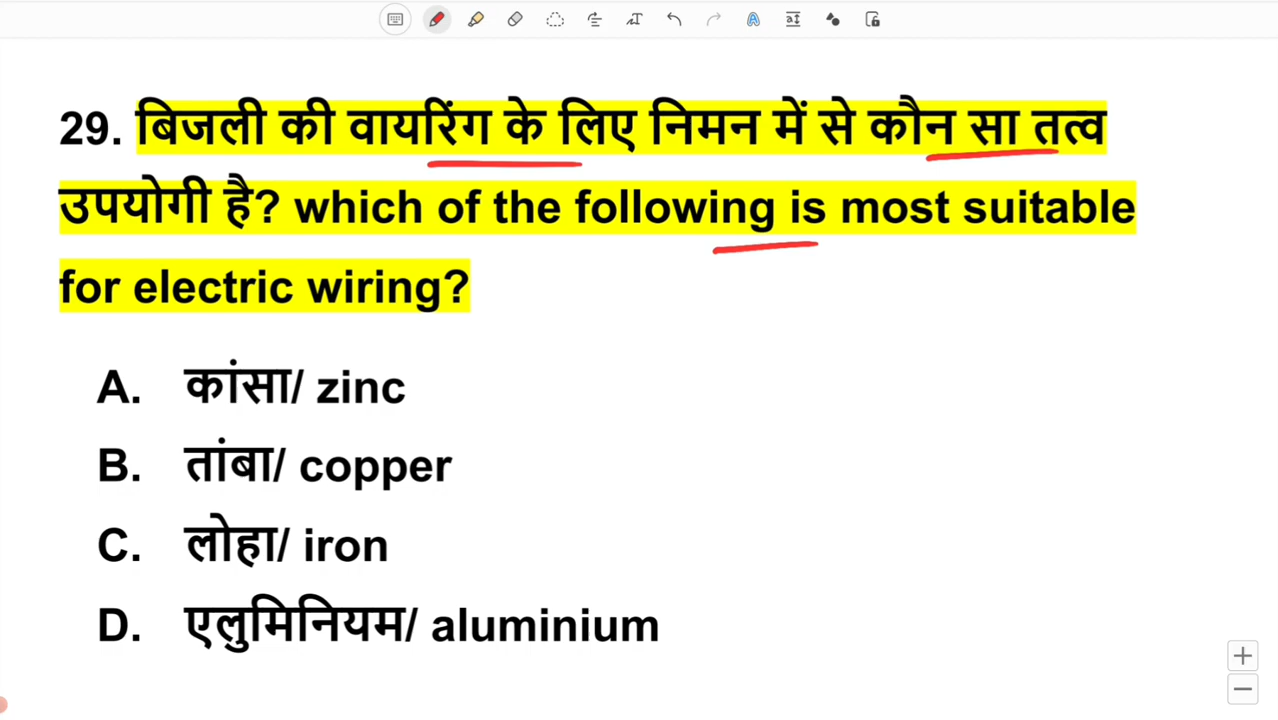 29. बिजली की वायरिंग के लिए निमन में से कौन सा तत्व
उपयोगी है? which of the following is most suitable
for electric wiring?
A. कांसा/ zinc
B. तांबा/ copper
C. लोहा/ iron
D. एलुमिनियम/ aluminium